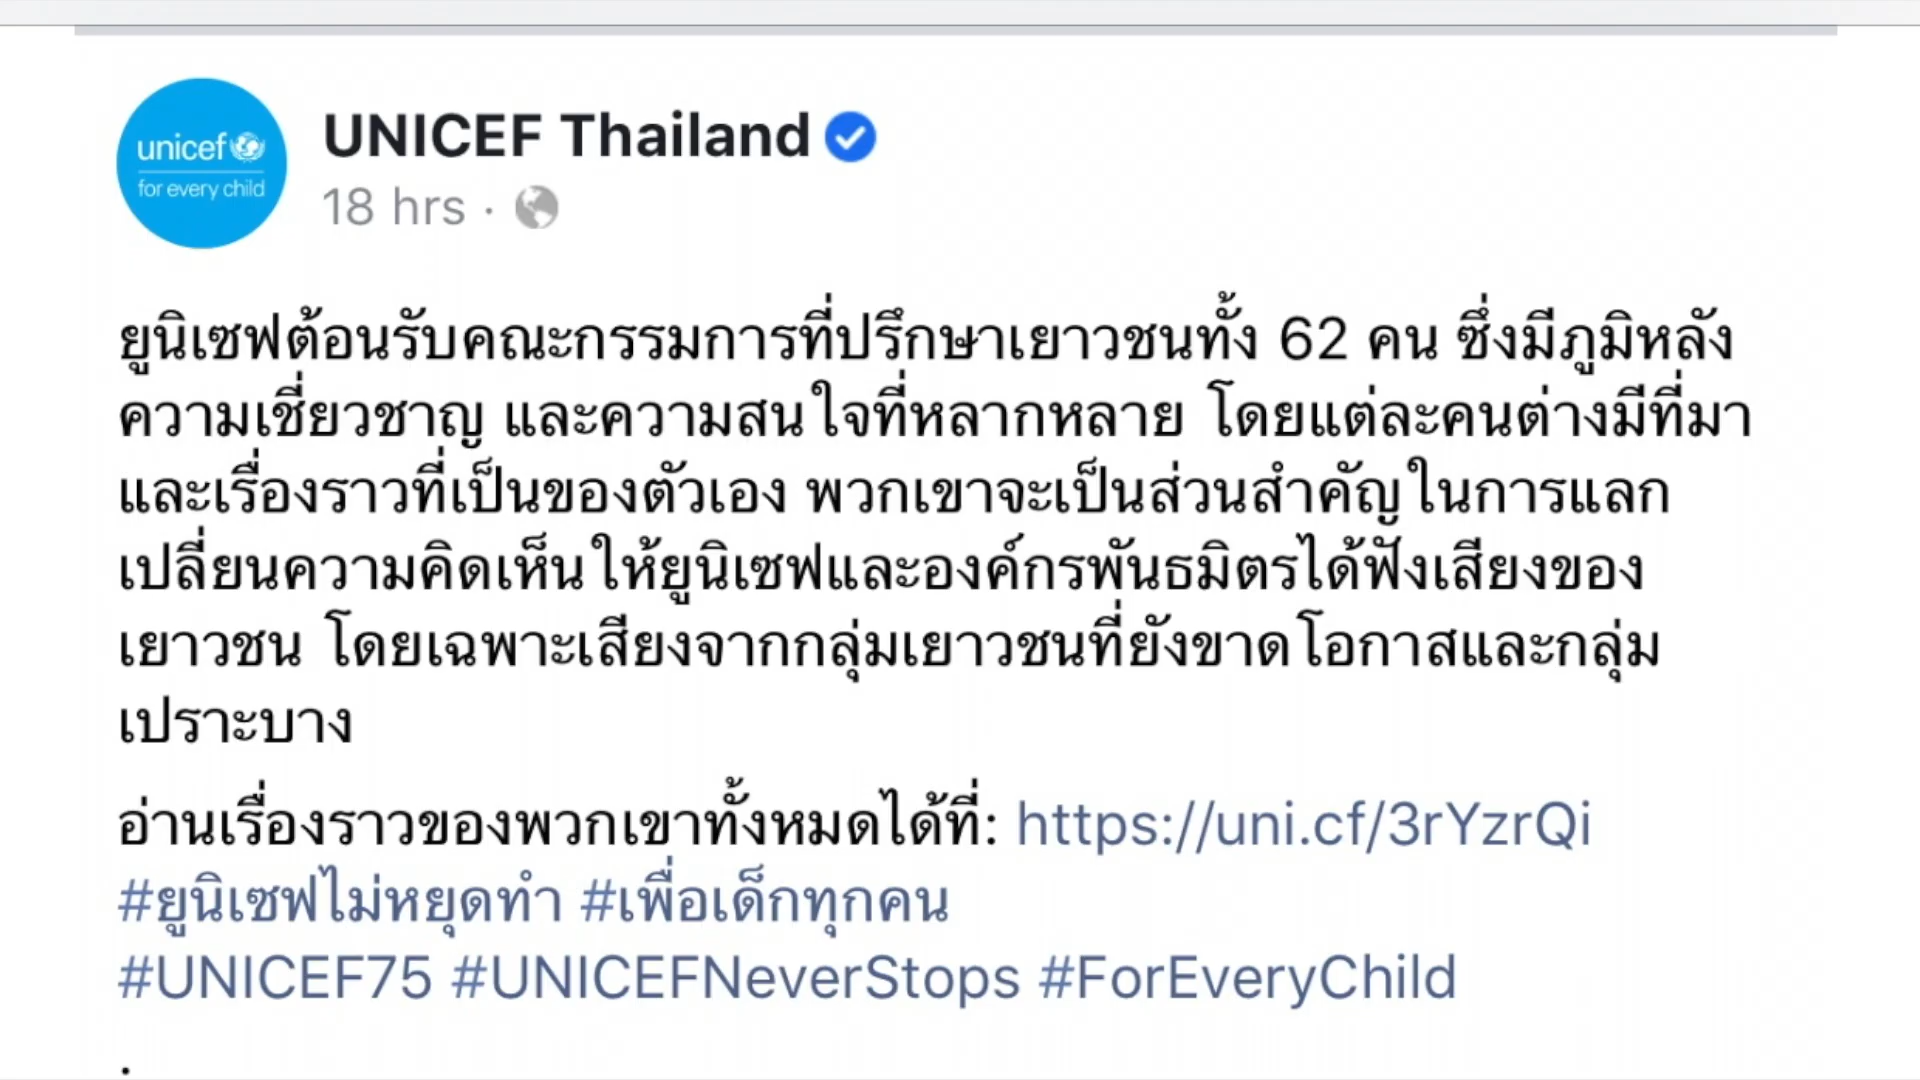 unicef
for every child
UNICEF Thailand
18 hrs ·
ยูนิเซฟต้อนรับคณะกรรมการที่ปรึกษาเยาวชนทั้ง 62 คน ซึ่งมีภูมิหลัง
ความเชี่ยวชาญ และความสนใจที่หลากหลาย โดยแต่ละคนต่างมีที่มา
และเรื่องราวที่เป็นของตัวเอง พวกเขาจะเป็นส่วนสำคัญในการแลก
เปลี่ยนความคิดเห็นให้ยูนิเซฟและองค์กรพันธมิตรได้ฟังเสียงของ
เยาวชน โดยเฉพาะเสียงจากกลุ่มเยาวชนที่ยังขาดโอกาสและกลุ่ม
เปราะบาง
อ่านเรื่องราวของพวกเขาทั้งหมดได้ที่: https://uni.cf/3rYzrQi
#ยูนิเซฟไม่หยุดทำ #เพื่อเด็กทุกคน
#UNICEF75 #UNICEFNeverStops #ForEveryChild
.